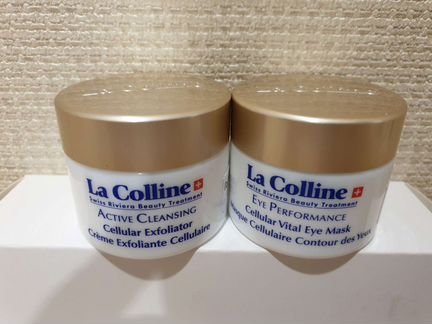 La Colline
Swiss Riviera Beauty Treatment
ACTIVE CLEANSING
Cellular Exfoliator
Crème Exfoliante Cellulaire
La Colline
Swiss Riviera Beauty Treatment
EYE PERFORMANCE
Cellular Vital Eye Mask
Masque Cellulaire Contour des Yeux